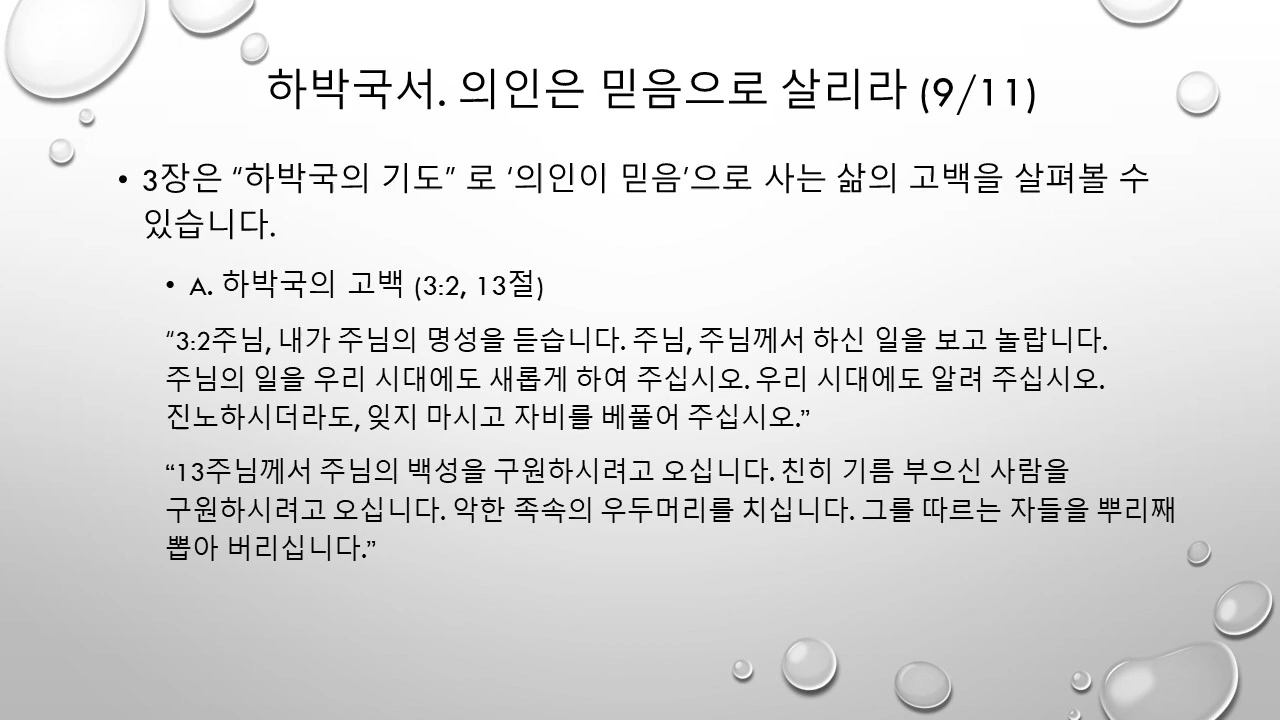 하박국서. 의인은 믿음으로 살리라 (9/11)
• 3장은 “하박국의 기도” 로 ‘의인이 믿음’으로 사는 삶의 고백을 살펴볼 수
있습니다.
• A. 하박국의 고백 (3:2, 13절)
“3:2주님, 내가 주님의 명성을 듣습니다. 주님, 주님께서 하신 일을 보고 놀랍니다.
주님의 일을 우리 시대에도 새롭게 하여 주십시오. 우리 시대에도 알려 주십시오.
진노하시더라도, 잊지 마시고 자비를 베풀어 주십시오.”
“13주님께서 주님의 백성을 구원하시려고 오십니다. 친히 기름 부으신 사람을
구원하시려고 오십니다. 악한 족속의 우두머리를 치십니다. 그를 따르는 자들을 뿌리째
뽑아 버리십니다.”